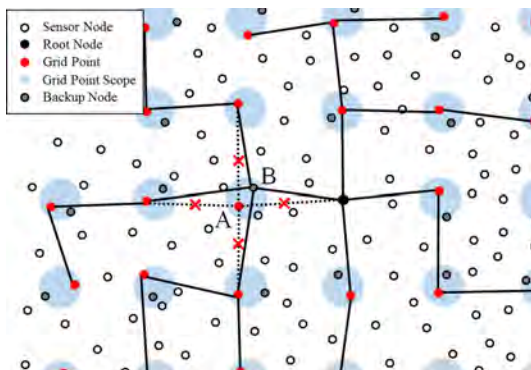 Sensor Node
Root Node
Grid Point
Grid Point Scope
Backup Node
B
A